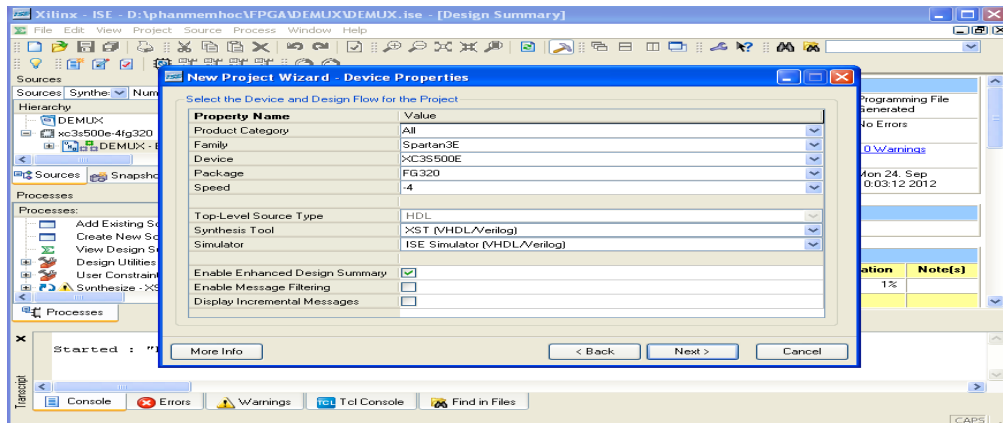 Xilinx - ISE - D:\phanmemhoc\FPGA\DEMUX\DEMUX.ise - [Design Summary]
File Edit View Project Source Process Window Help
Sources
Sources Synthe: Num
Hierarchy
DEMUX
xc3s500e-4fg320
DEMUX -
Sources Snapsho
Processes
Processes:
Add Existing So
Create New So
View Design S
Design Utilities
User Constraint
Synthesize - XS
Processes
New Project Wizard - Device Properties
Select the Device and Design Flow for the Project
Property Name Value
Product Category All
Family Spartan3E
Device XC3S500E
Package FG320
Speed -4
Top-Level Source Type HDL
Synthesis Tool XST (VHDL/Verilog)
Simulator ISE Simulator (VHDL/Verilog)
Enable Enhanced Design Summary
Enable Message Filtering
Display Incremental Messages
More Info < Back Next > Cancel
Programming File
Generated
No Errors
0 Warnings
Mon 24. Sep
0:03:12 2012
ation Note(s)
1%
Started : "
Transcript
Console Errors Warnings TCL Tcl Console Find in Files
CAPS